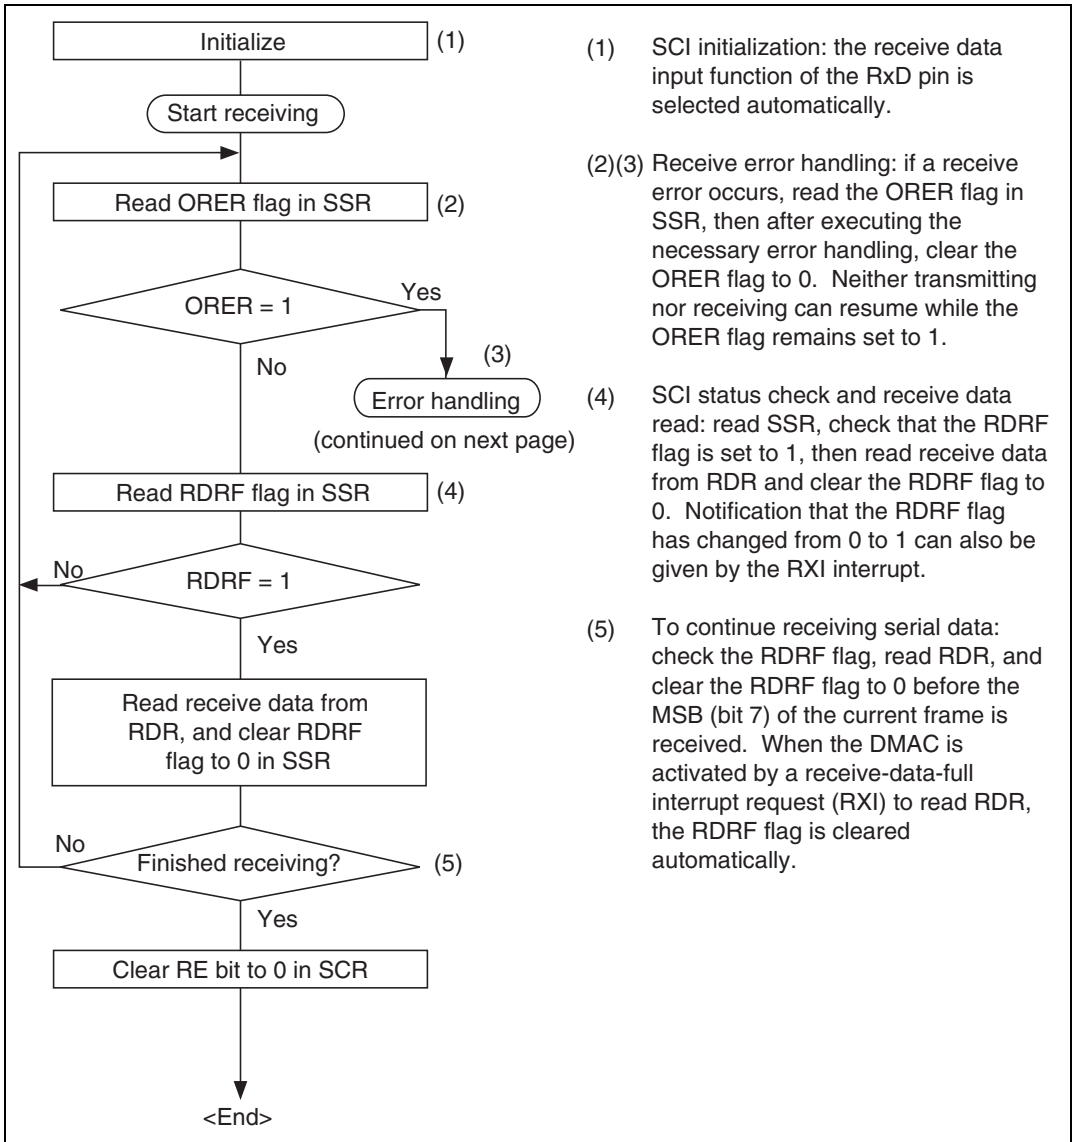 Initialize (1)
Start receiving
Read ORER flag in SSR (2)
ORER = 1
Yes
No
(3)
Error handling
(continued on next page)
Read RDRF flag in SSR (4)
No
RDRF = 1
Yes
Read receive data from
RDR, and clear RDRF
flag to 0 in SSR
No
Finished receiving? (5)
Yes
Clear RE bit to 0 in SCR
<End>
(1) SCI initialization: the receive data
input function of the RxD pin is
selected automatically.
(2)(3) Receive error handling: if a receive
error occurs, read the ORER flag in
SSR, then after executing the
necessary error handling, clear the
ORER flag to 0. Neither transmitting
nor receiving can resume while the
ORER flag remains set to 1.
(4) SCI status check and receive data
read: read SSR, check that the RDRF
flag is set to 1, then read receive data
from RDR and clear the RDRF flag to
0. Notification that the RDRF flag
has changed from 0 to 1 can also be
given by the RXI interrupt.
(5) To continue receiving serial data:
check the RDRF flag, read RDR, and
clear the RDRF flag to 0 before the
MSB (bit 7) of the current frame is
received. When the DMAC is
activated by a receive-data-full
interrupt request (RXI) to read RDR,
the RDRF flag is cleared
automatically.